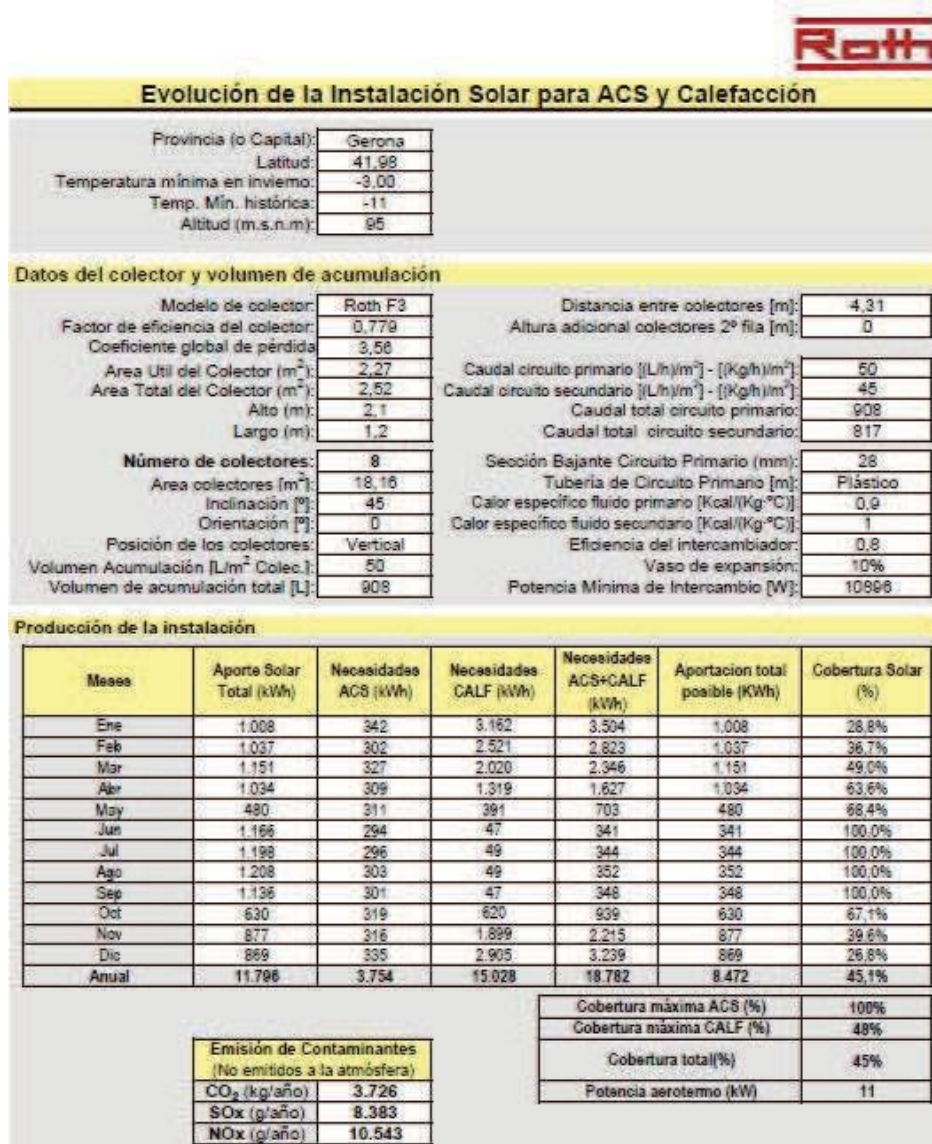 Roth
Evolución de la Instalación Solar para ACS y Calefacción
Provincia (o Capital): Gerona
Latitud: 41,98
Temperatura mínima en invierno: -3,00
Temp. Mín. histórica: -11
Altitud (m.s.n.m): 95
Datos del colector y volumen de acumulación
Modelo de colector: Roth F3
Factor de eficiencia del colector: 0,779
Coeficiente global de pérdida 3,56
Area Util del Colector (m²): 2,27
Area Total del Colector (m²): 2,52
Alto (m): 2,1
Largo (m): 1,2
Número de colectores: 8
Area colectores [m²]: 18,16
Inclinación [º]: 45
Orientación [º]: 0
Posición de los colectores: Vertical
Volumen Acumulación [L/m² Colec.]: 50
Volumen de acumulación total [L]: 908
Distancia entre colectores [m]: 4,31
Altura adicional colectores 2º fila [m]: 0
Caudal circuito primario [(L/h)/m²] - [(Kg/h)/m²]: 50
Caudal circuito secundario [(L/h)/m²] - [(Kg/h)/m²]: 45
Caudal total circuito primario: 908
Caudal total circuito secundario: 817
Sección Bajante Circuito Primario (mm): 28
Tubería de Circuito Primario [m]: Plástico
Calor específico fluido primario [Kcal/(Kg·ºC)]: 0,9
Calor específico fluido secundario [Kcal/(Kg·ºC)]: 1
Eficiencia del intercambiador: 0,8
Vaso de expansión: 10%
Potencia Mínima de Intercambio [W]: 10896
Producción de la instalación
Meses Aporte Solar Total (kWh) Necesidades ACS (kWh) Necesidades CALF (kWh) Necesidades ACS+CALF (kWh) Aportacion total posible (KWh) Cobertura Solar (%)
Ene 1.008 342 3.162 3.504 1.008 28,8%
Feb 1.037 302 2.521 2.823 1.037 36,7%
Mar 1.151 327 2.020 2.346 1.151 49,0%
Abr 1.034 309 1.319 1.627 1.034 63,6%
May 480 311 391 703 480 68,4%
Jun 1.166 294 47 341 341 100,0%
Jul 1.198 296 49 344 344 100,0%
Ago 1.208 303 49 352 352 100,0%
Sep 1.136 301 47 348 348 100,0%
Oct 630 319 620 939 630 67,1%
Nov 877 316 1.899 2.215 877 39,6%
Dic 869 335 2.905 3.239 869 26,8%
Anual 11.796 3.754 15.028 18.782 8.472 45,1%
Cobertura máxima ACS (%) 100%
Cobertura máxima CALF (%) 48%
Cobertura total(%) 45%
Potencia aerotermo (kW) 11
Emisión de Contaminantes
(No emitidos a la atmósfera)
CO₂ (kg/año) 3.726
SOx (g/año) 8.383
NOx (g/año) 10.543